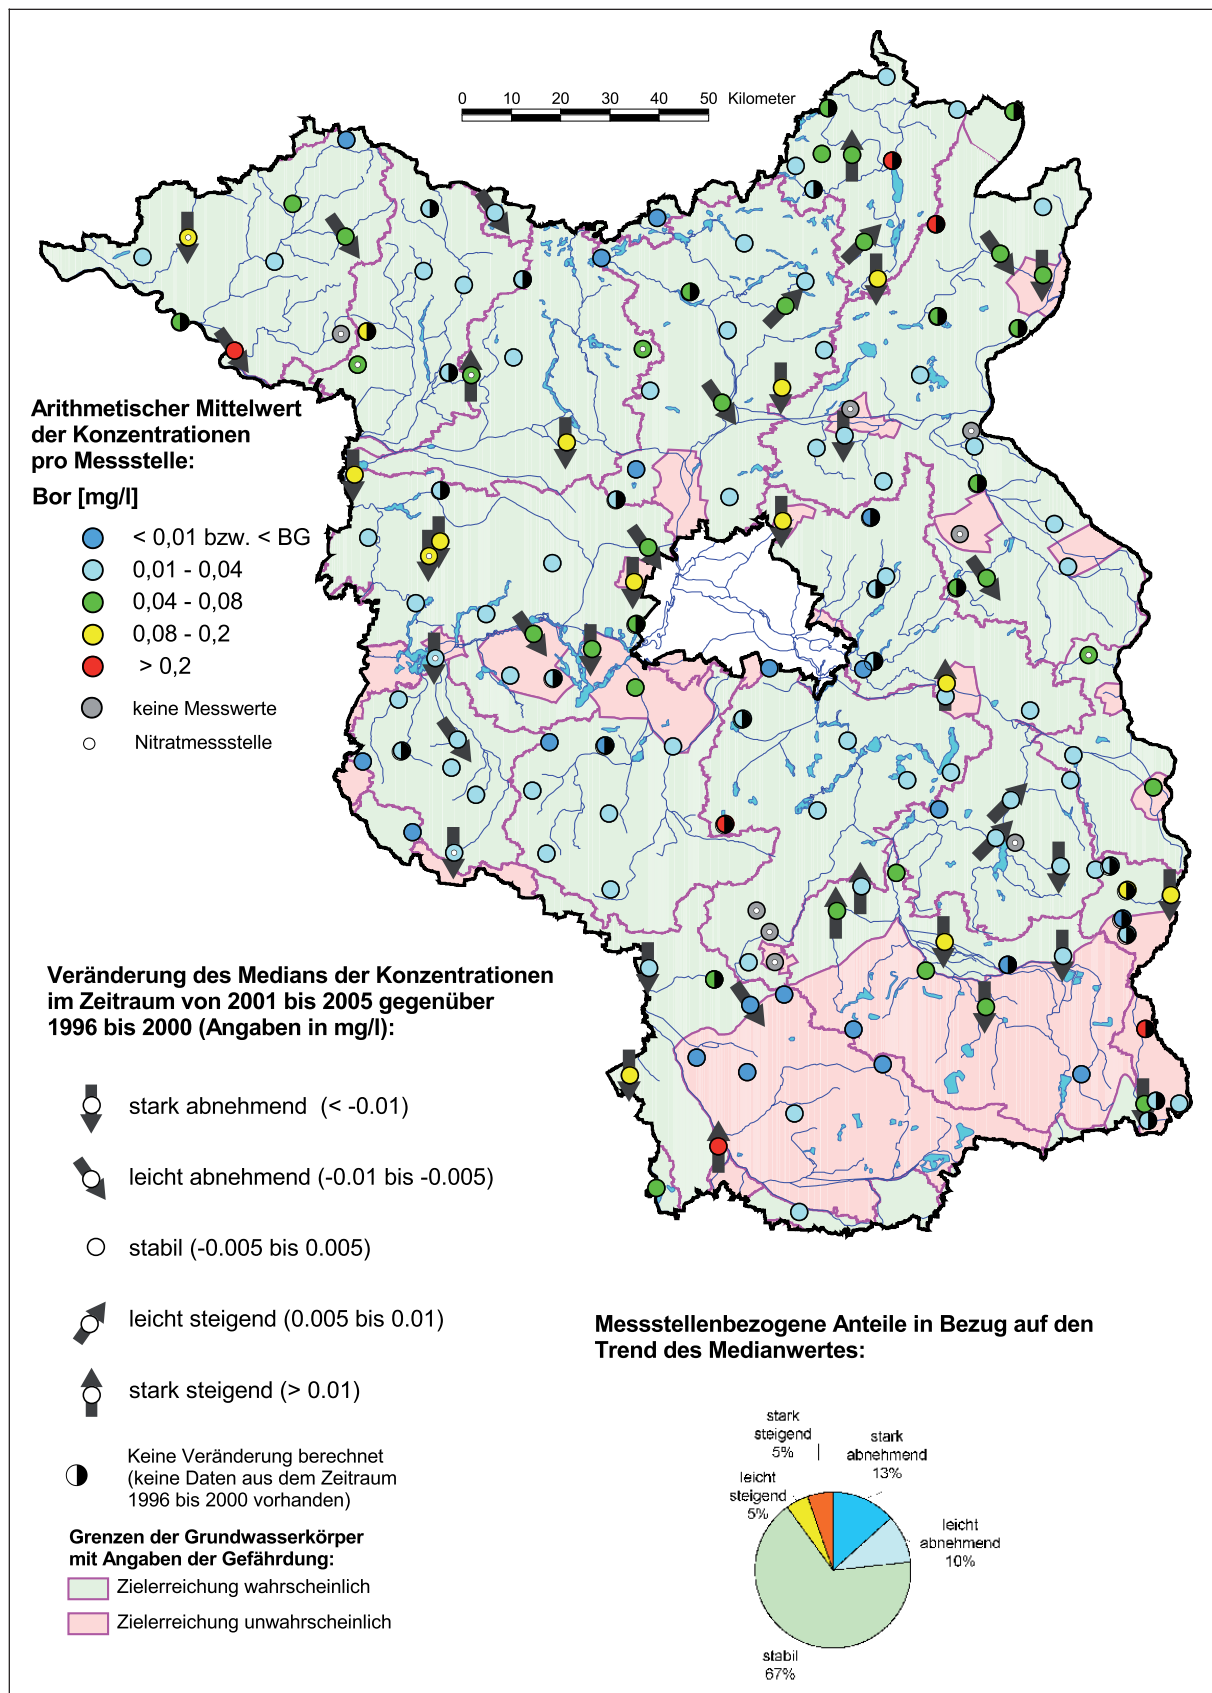 0 10 20 30 40 50 Kilometer
Arithmetischer Mittelwert
der Konzentrationen
pro Messstelle:
Bor [mg/l]
< 0,01 bzw. < BG
0,01 - 0,04
0,04 - 0,08
0,08 - 0,2
> 0,2
keine Messwerte
Nitratmessstelle
Veränderung des Medians der Konzentrationen
im Zeitraum von 2001 bis 2005 gegenüber
1996 bis 2000 (Angaben in mg/l):
stark abnehmend (< -0.01)
leicht abnehmend (-0.01 bis -0.005)
stabil (-0.005 bis 0.005)
leicht steigend (0.005 bis 0.01)
stark steigend (> 0.01)
Keine Veränderung berechnet
(keine Daten aus dem Zeitraum
1996 bis 2000 vorhanden)
Grenzen der Grundwasserkörper
mit Angaben der Gefährdung:
Zielerreichung wahrscheinlich
Zielerreichung unwahrscheinlich
Messstellenbezogene Anteile in Bezug auf den
Trend des Medianwertes:
stark
steigend
5%
stark
abnehmend
13%
leicht
steigend
5%
leicht
abnehmend
10%
stabil
67%